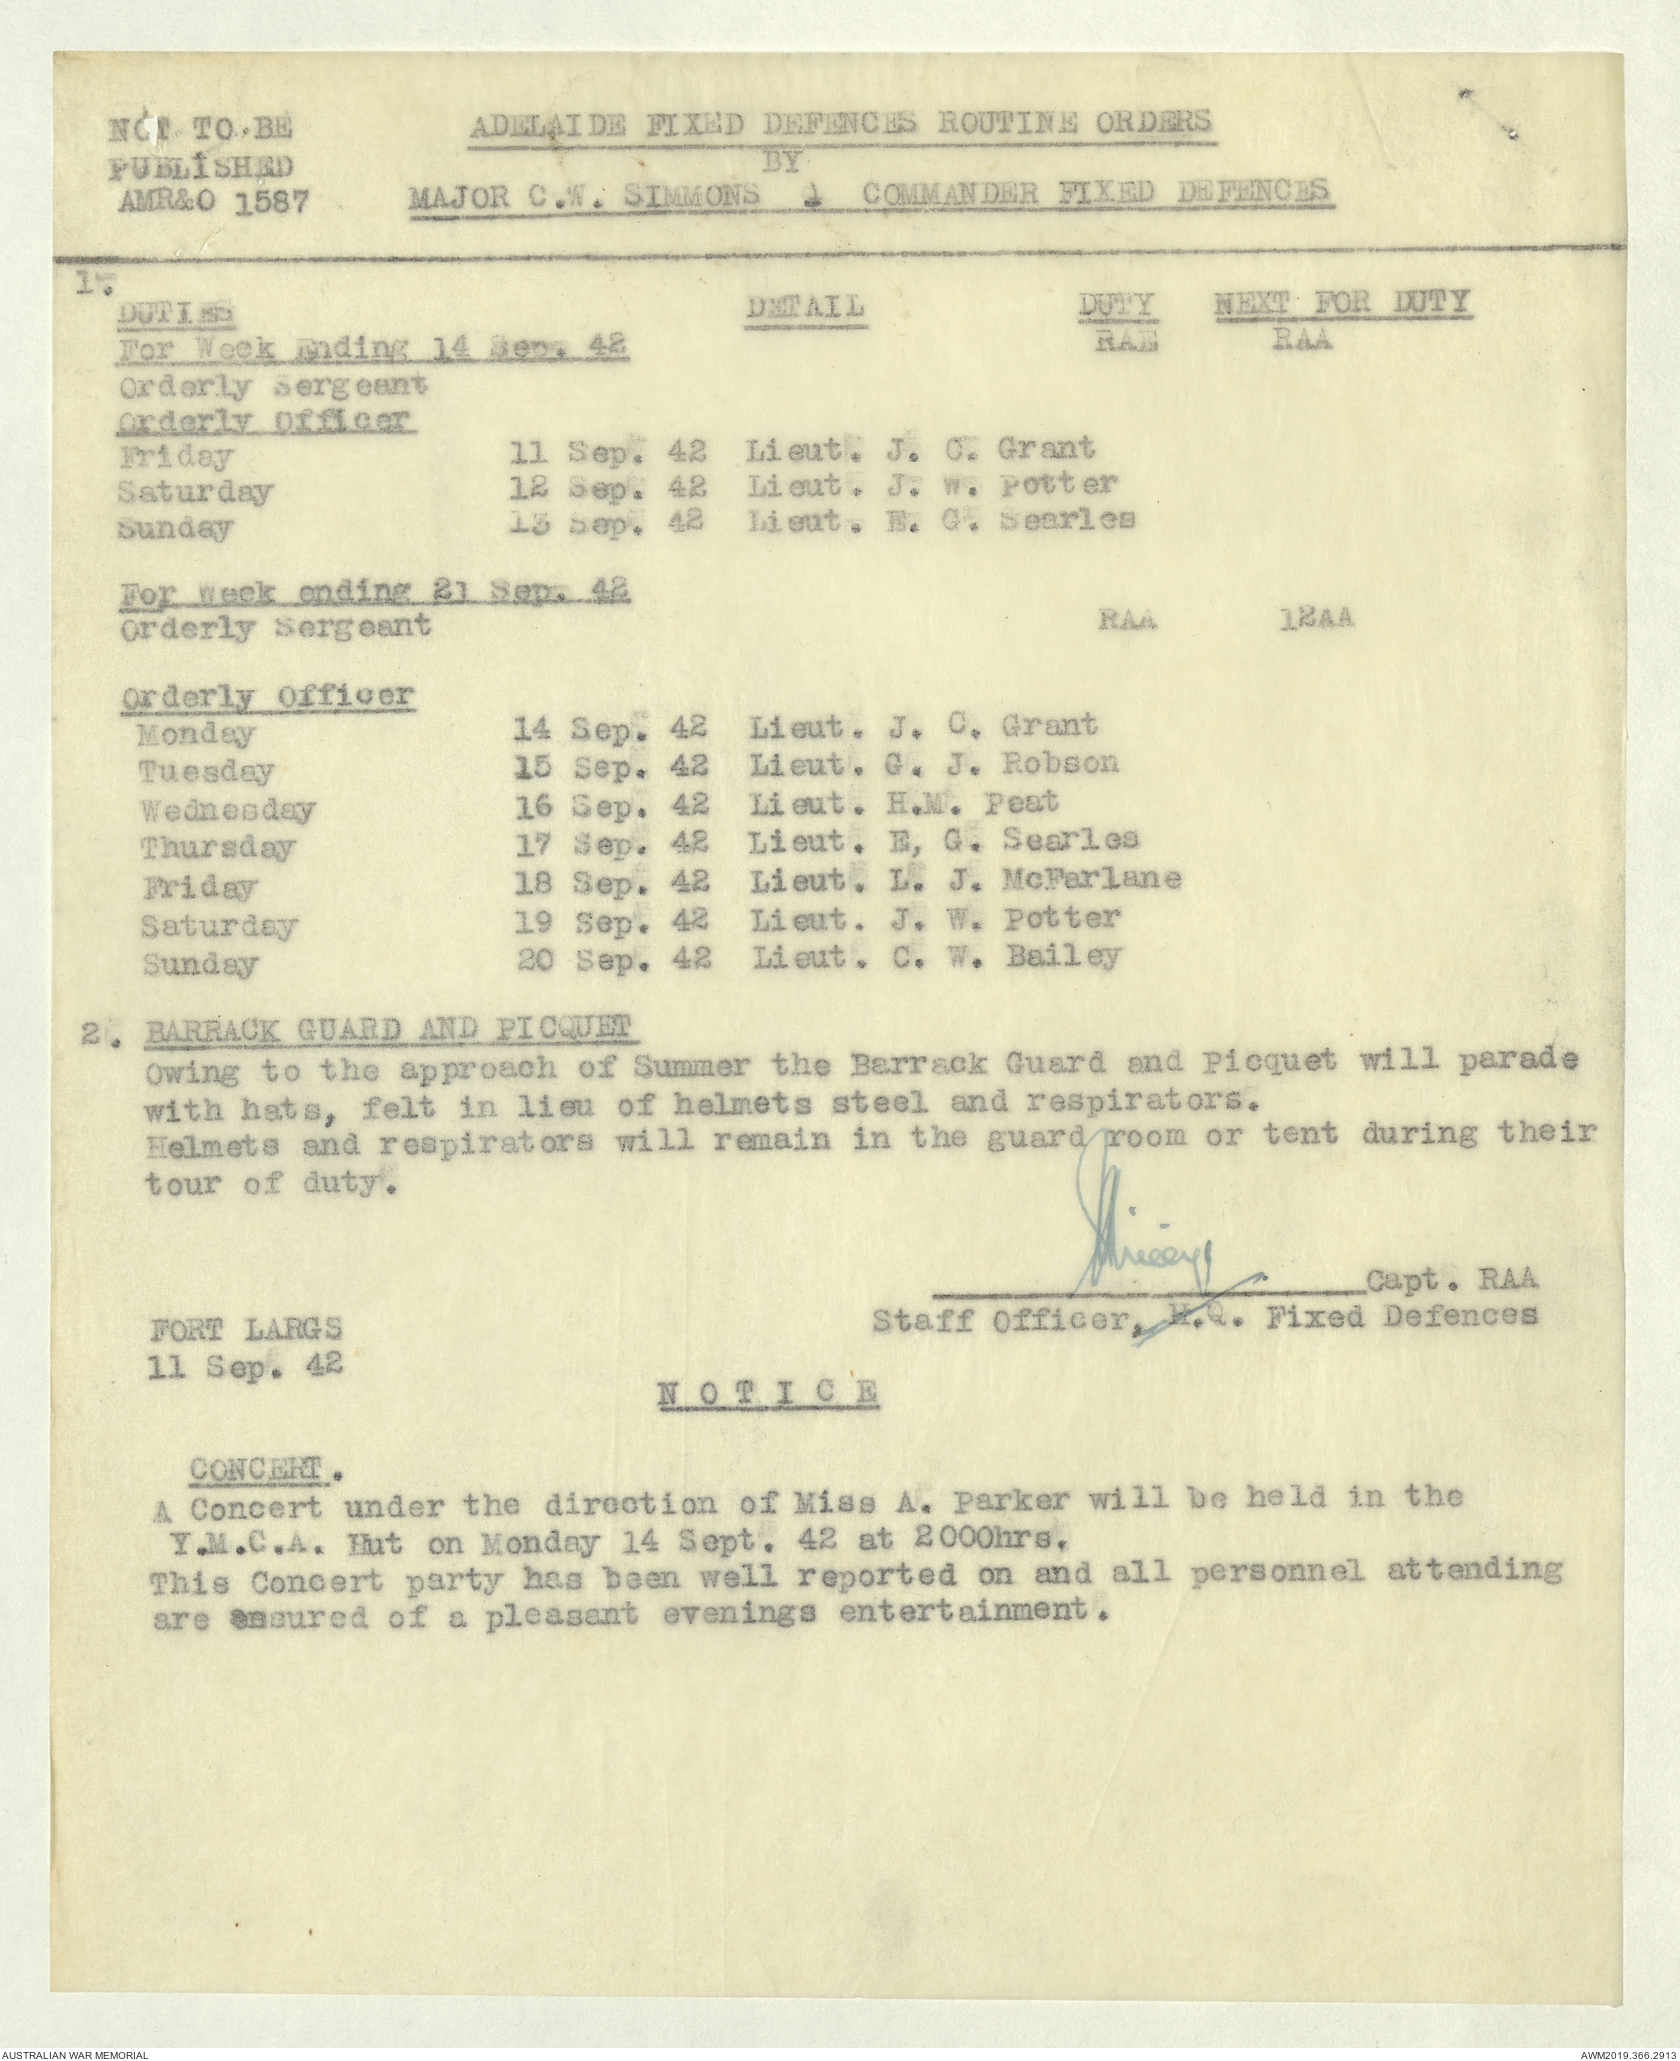 NOT TO BE
PUBLISHED
AMR&O 1587
ADELAIDE FIXED DEFENCES ROUTINE ORDERS
BY
MAJOR C.W. SIMMONS , COMMANDER FIXED DEFENCES
1.
DUTIES DETAIL DUTY NEXT FOR DUTY
For Week Ending 14 Sep. 42 RAE RAA
Orderly Sergeant
Orderly Officer
Friday 11 Sep. 42 Lieut. J. C. Grant
Saturday 12 Sep. 42 Lieut. J. W. Potter
Sunday 13 Sep. 42 Lieut. E. G. Searles
For Week ending 21 Sep. 42
Orderly Sergeant RAA 12AA
Orderly Officer
Monday 14 Sep. 42 Lieut. J. C. Grant
Tuesday 15 Sep. 42 Lieut. G. J. Robson
Wednesday 16 Sep. 42 Lieut. H.M. Peat
Thursday 17 Sep. 42 Lieut. E, G. Searles
Friday 18 Sep. 42 Lieut. L. J. McFarlane
Saturday 19 Sep. 42 Lieut. J. W. Potter
Sunday 20 Sep. 42 Lieut. C. W. Bailey
2. BARRACK GUARD AND PICQUET
Owing to the approach of Summer the Barrack Guard and Picquet will parade
with hats, felt in lieu of helmets steel and respirators.
Helmets and respirators will remain in the guard room or tent during their
tour of duty.
Capt. RAA
Staff Officer, H.Q. Fixed Defences
FORT LARGS
11 Sep. 42
N O T I C E
CONCERT.
A Concert under the direction of Miss A. Parker will be held in the
Y.M.C.A. Hut on Monday 14 Sept. 42 at 2000hrs.
This Concert party has been well reported on and all personnel attending
are ensured of a pleasant evenings entertainment.
AUSTRALIAN WAR MEMORIAL
AWM2019.366.2913